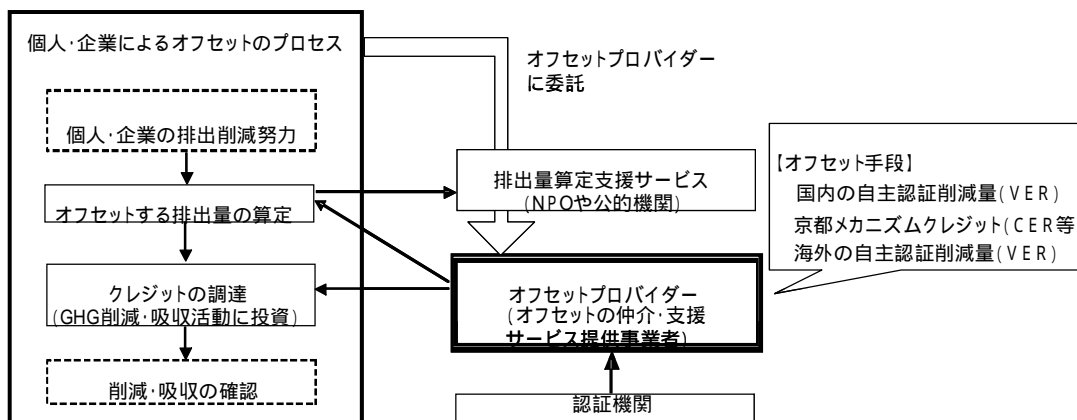 個人･企業によるオフセットのプロセス
個人･企業の排出削減努力
オフセットする排出量の算定
クレジットの調達
(GHG削減･吸収活動に投資)
削減･吸収の確認
オフセットプロバイダー
に委託
排出量算定支援サービス
(NPOや公的機関)
オフセットプロバイダー
(オフセットの仲介･支援
サービス提供事業者)
認証機関
【オフセット手段】
国内の自主認証削減量(VER)
京都メカニズムクレジット(CER等
海外の自主認証削減量(VER)